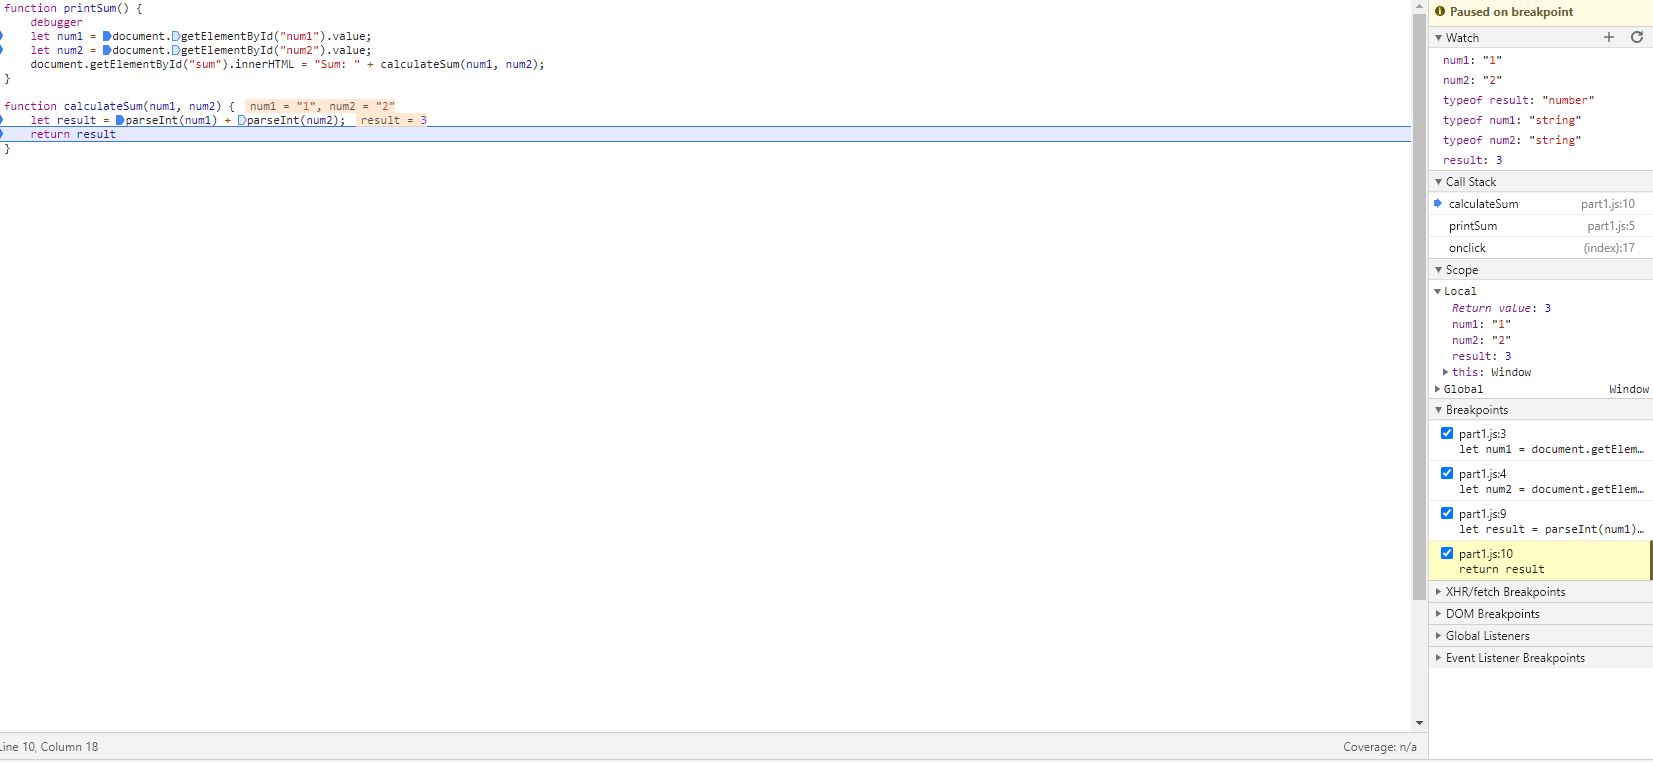 function printSum() {
debugger
let num1 = document.getElementById("num1").value;
let num2 = document.getElementById("num2").value;
document.getElementById("sum").innerHTML = "Sum: " + calculateSum(num1, num2);
}
function calculateSum(num1, num2) { num1 = "1", num2 = "2"
let result = parseInt(num1) + parseInt(num2); result = 3
return result
}
Line 10, Column 18
Coverage: n/a
Paused on breakpoint
Watch
num1: "1"
num2: "2"
typeof result: "number"
typeof num1: "string"
typeof num2: "string"
result: 3
Call Stack
calculateSum part1.js:10
printSum part1.js:5
onclick (index):17
Scope
Local
Return value: 3
num1: "1"
num2: "2"
result: 3
this: Window
Global Window
Breakpoints
part1.js:3
let num1 = document.getElem…
part1.js:4
let num2 = document.getElem…
part1.js:9
let result = parseInt(num1)…
part1.js:10
return result
XHR/fetch Breakpoints
DOM Breakpoints
Global Listeners
Event Listener Breakpoints